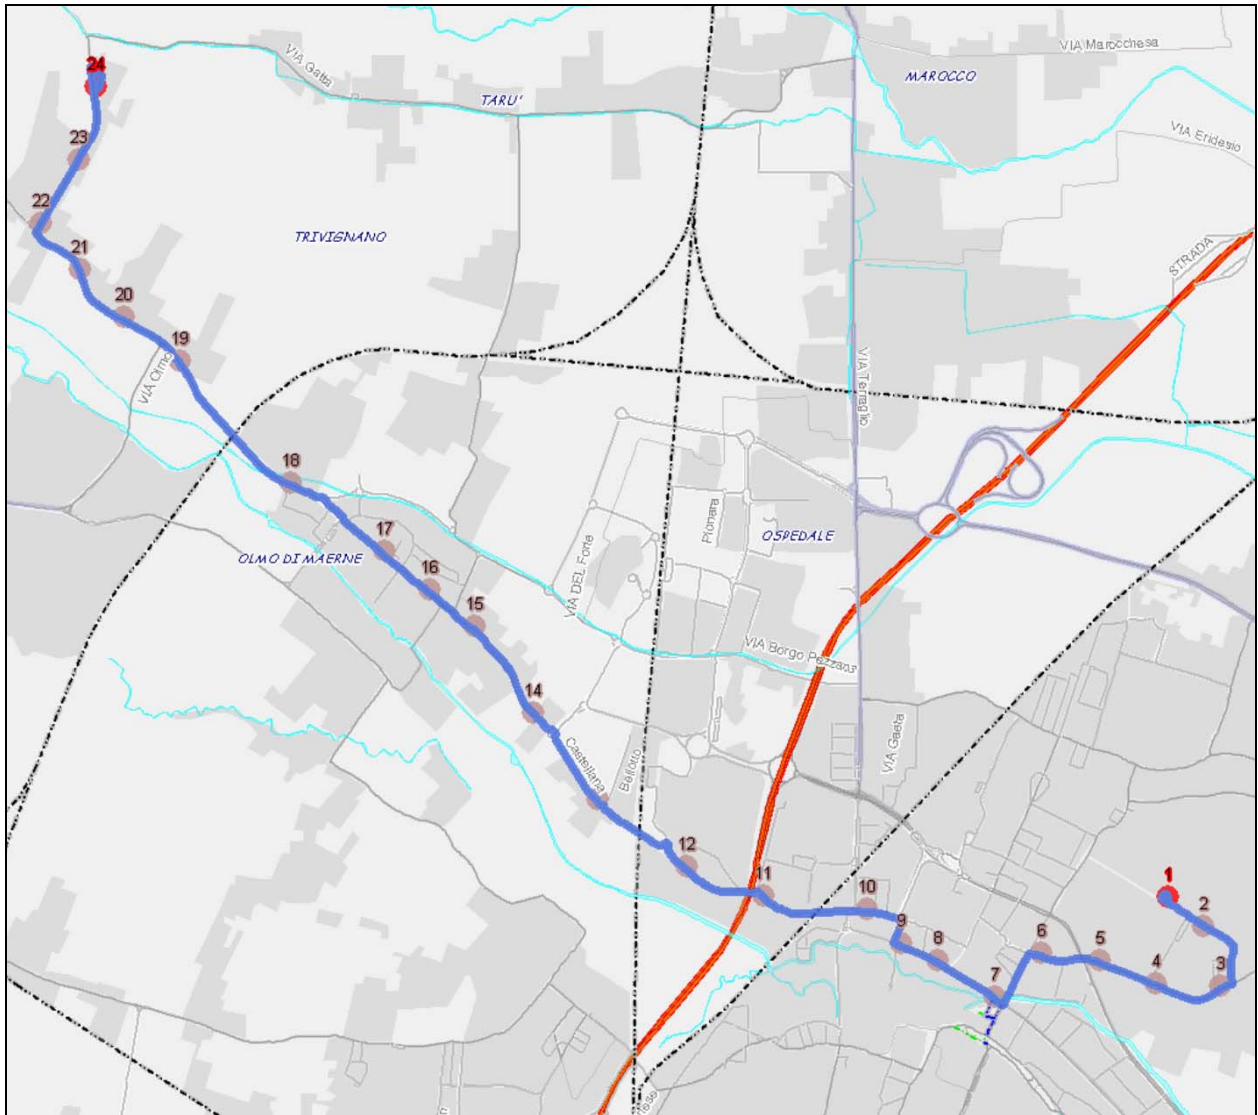 24
VIA Gatta
TARU'
MAROCCO
VIA Marocchesa
VIA Eridesio
23
22
TRIVIGNANO
21
STRADA
20
19
VIA Olmo
VIA Terraglio
18
Pionara
OSPEDALE
17
OLMO DI MAERNE
VIA DEL Forte
16
15
VIA Borgo Pezzana
14
VIA Gaeta
Castellana
Bellotto
12
11
10
1
2
9
8
6
5
4
3
7